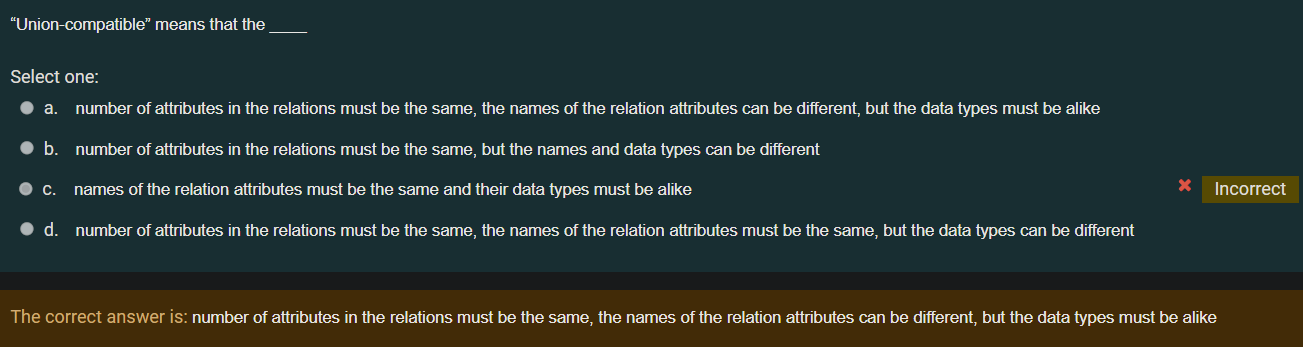 “Union-compatible” means that the ____
Select one:
a. number of attributes in the relations must be the same, the names of the relation attributes can be different, but the data types must be alike
b. number of attributes in the relations must be the same, but the names and data types can be different
c. names of the relation attributes must be the same and their data types must be alike ✖ Incorrect
d. number of attributes in the relations must be the same, the names of the relation attributes must be the same, but the data types can be different
The correct answer is: number of attributes in the relations must be the same, the names of the relation attributes can be different, but the data types must be alike